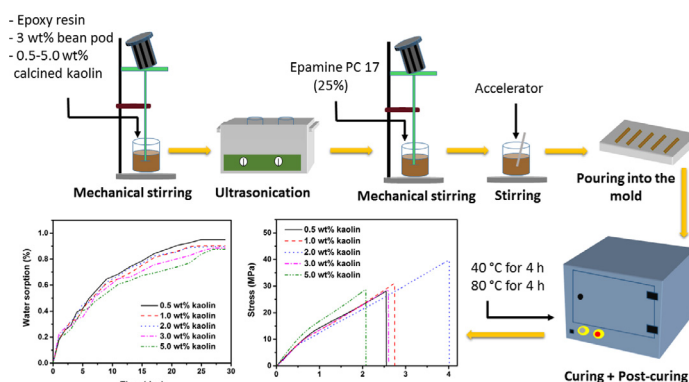 - Epoxy resin
- 3 wt% bean pod
- 0.5-5.0 wt%
calcined kaolin
Epamine PC 17
(25%)
Accelerator
Mechanical stirring
Ultrasonication
Mechanical stirring
Stirring
Pouring into the
mold
Water sorption (%)
1.0
0.8
0.6
0.4
0.2
0.0
0.5 wt% kaolin
1.0 wt% kaolin
2.0 wt% kaolin
3.0 wt% kaolin
5.0 wt% kaolin
0 5 10 15 20 25 30
Stress (MPa)
50
40
30
20
10
0
0.5 wt% kaolin
1.0 wt% kaolin
2.0 wt% kaolin
3.0 wt% kaolin
5.0 wt% kaolin
0 1 2 3 4
40 °C for 4 h
80 °C for 4 h
Curing + Post-curing